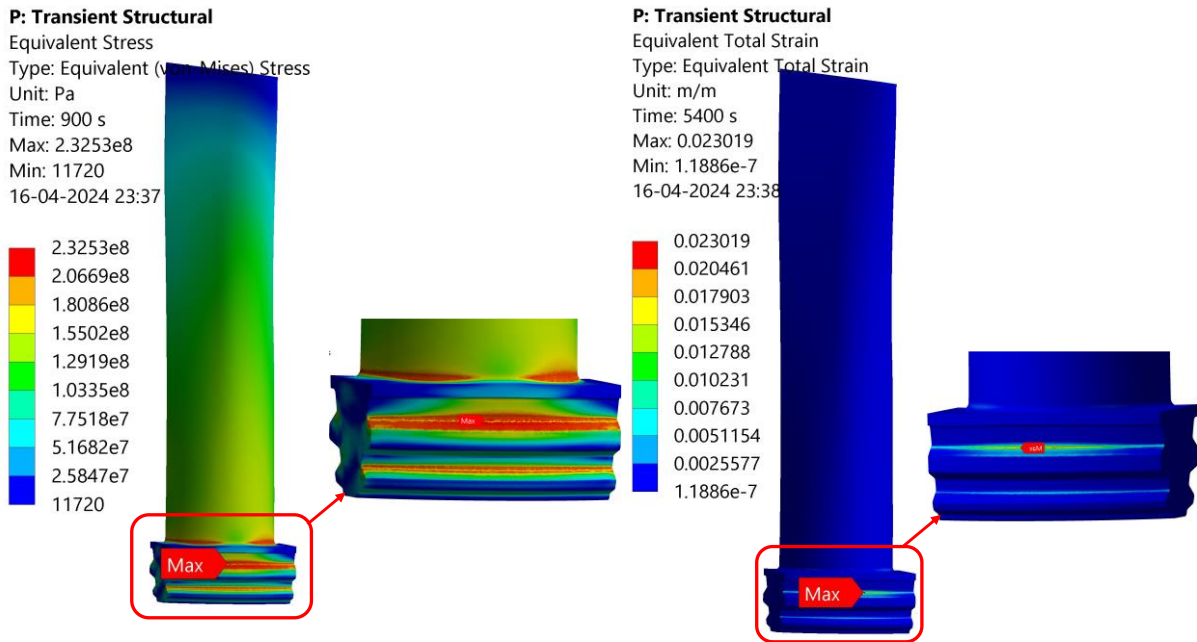 P: Transient Structural
Equivalent Stress
Type: Equivalent (von-Mises) Stress
Unit: Pa
Time: 900 s
Max: 2.3253e8
Min: 11720
16-04-2024 23:37
2.3253e8
2.0669e8
1.8086e8
1.5502e8
1.2919e8
1.0335e8
7.7518e7
5.1682e7
2.5847e7
11720
Max
Max
P: Transient Structural
Equivalent Total Strain
Type: Equivalent Total Strain
Unit: m/m
Time: 5400 s
Max: 0.023019
Min: 1.1886e-7
16-04-2024 23:38
0.023019
0.020461
0.017903
0.015346
0.012788
0.010231
0.007673
0.0051154
0.0025577
1.1886e-7
Max
Max